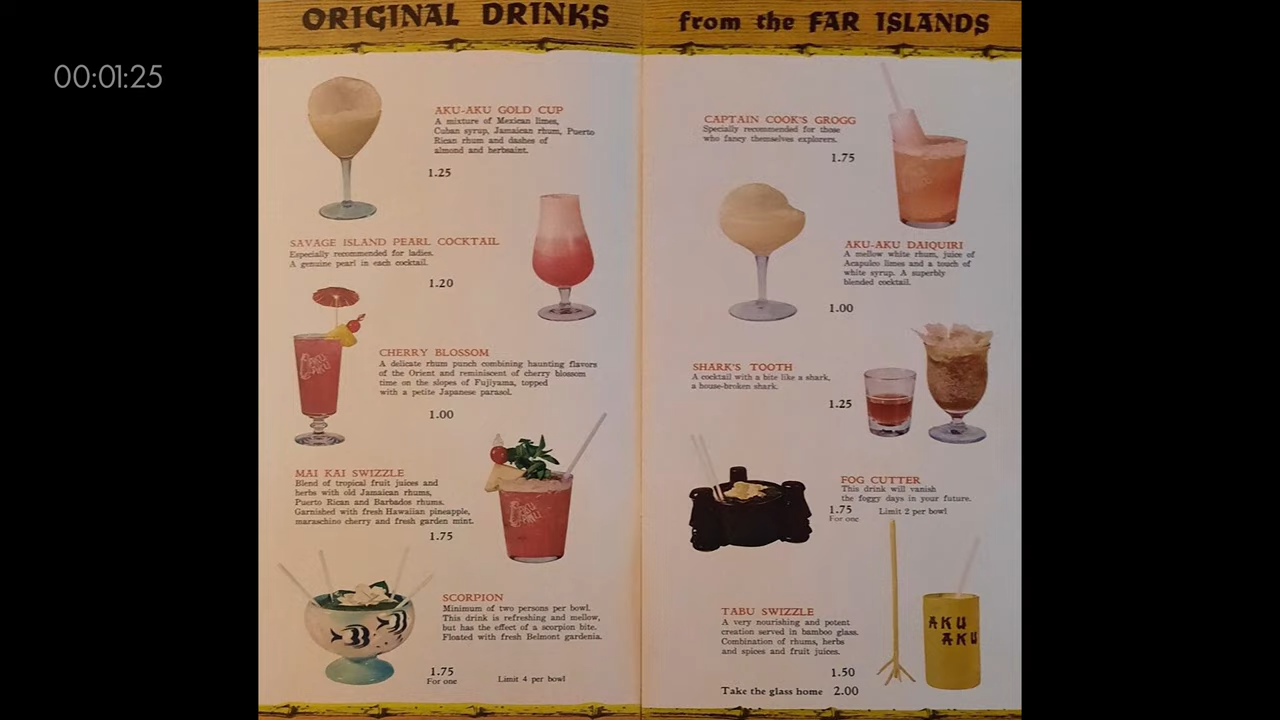 ORIGINAL DRINKS
from the FAR ISLANDS
00:01:25
AKU-AKU GOLD CUP
A mixture of Mexican limes,
Cuban syrup, Jamaican rhum, Puerto
Rican rhum and dashes of
almond and herbsaint.
1.25
SAVAGE ISLAND PEARL COCKTAIL
Especially recommended for ladies.
A genuine pearl in each cocktail.
1.20
CHERRY BLOSSOM
A delicate rhum punch combining haunting flavors
of the Orient and reminiscent of cherry blossom
time on the slopes of Fujiyama, topped
with a petite Japanese parasol.
1.00
AKU
AKU
MAI KAI SWIZZLE
Blend of tropical fruit juices and
herbs with old Jamaican rhums,
Puerto Rican and Barbados rhums.
Garnished with fresh Hawaiian pineapple,
maraschino cherry and fresh garden mint.
1.75
AKU
AKU
SCORPION
Minimum of two persons per bowl.
This drink is refreshing and mellow,
but has the effect of a scorpion bite.
Floated with fresh Belmont gardenia.
1.75
For one
Limit 4 per bowl
CAPTAIN COOK'S GROGG
Specially recommended for those
who fancy themselves explorers.
1.75
AKU-AKU DAIQUIRI
A mellow white rhum, juice of
Acapulco limes and a touch of
white syrup. A superbly
blended cocktail.
1.00
SHARK'S TOOTH
A cocktail with a bite like a shark,
a house-broken shark.
1.25
FOG CUTTER
This drink will vanish
the foggy days in your future.
1.75
For one
Limit 2 per bowl
TABU SWIZZLE
A very nourishing and potent
creation served in bamboo glass.
Combination of rhums, herbs
and spices and fruit juices.
1.50
Take the glass home 2.00
AKU
AKU